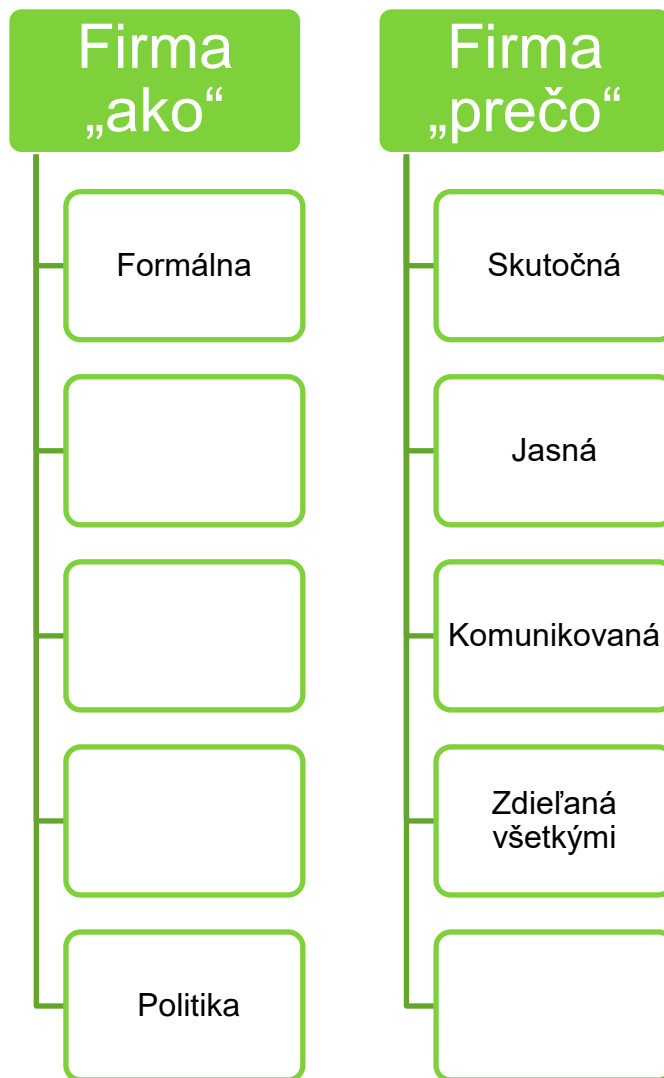 Firma
„ako“
Formálna
Politika
Firma
„prečo“
Skutočná
Jasná
Komunikovaná
Zdieľaná
všetkými